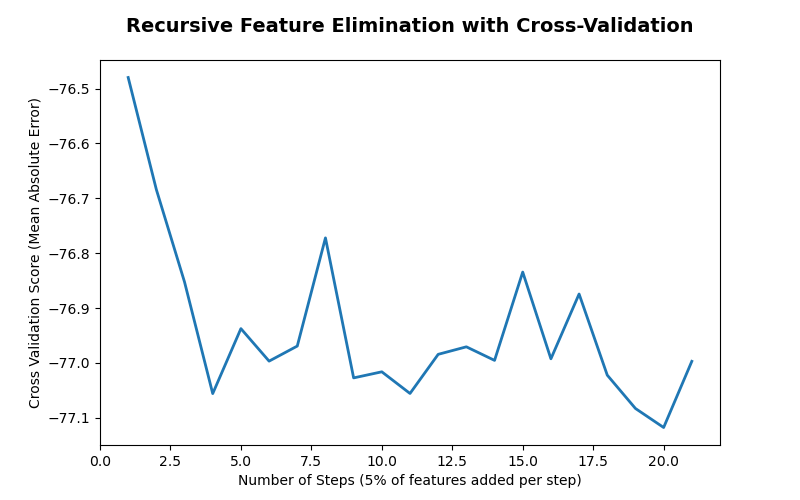 Recursive Feature Elimination with Cross-Validation
Cross Validation Score (Mean Absolute Error)
−76.5
−76.6
−76.7
−76.8
−76.9
−77.0
−77.1
0.0 2.5 5.0 7.5 10.0 12.5 15.0 17.5 20.0
Number of Steps (5% of features added per step)